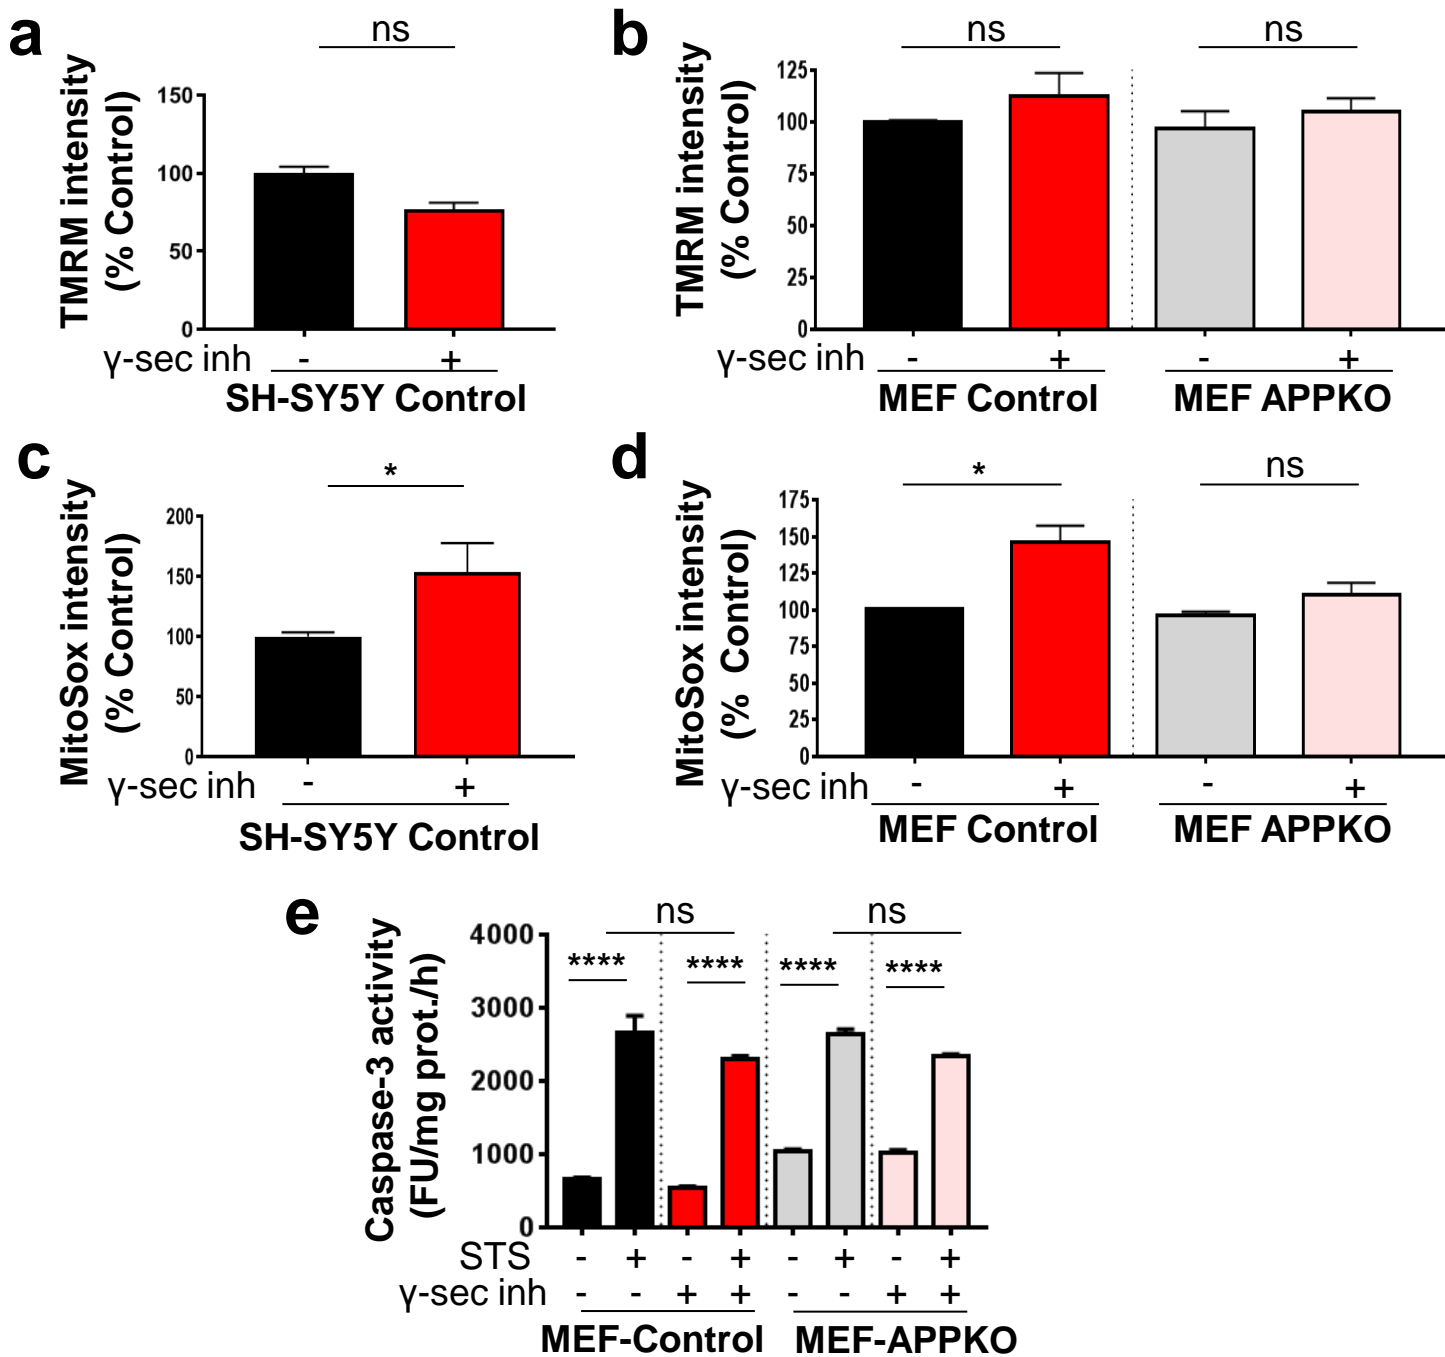 a
ns
TMRM intensity
(% Control)
150
100
50
0
γ-sec inh - +
SH-SY5Y Control
b
ns ns
TMRM intensity
(% Control)
125
100
75
50
25
0
γ-sec inh - + - +
MEF Control MEF APPKO
c
*
MitoSox intensity
(% Control)
200
150
100
50
0
γ-sec inh - +
SH-SY5Y Control
d
* ns
MitoSox intensity
(% Control)
175
150
125
100
75
50
25
0
γ-sec inh - + - +
MEF Control MEF APPKO
e
ns ns
**** **** **** ****
Caspase-3 activity
(FU/mg prot./h)
4000
3000
2000
1000
0
STS - + - + - + - +
γ-sec inh - - + + - - + +
MEF-Control MEF-APPKO